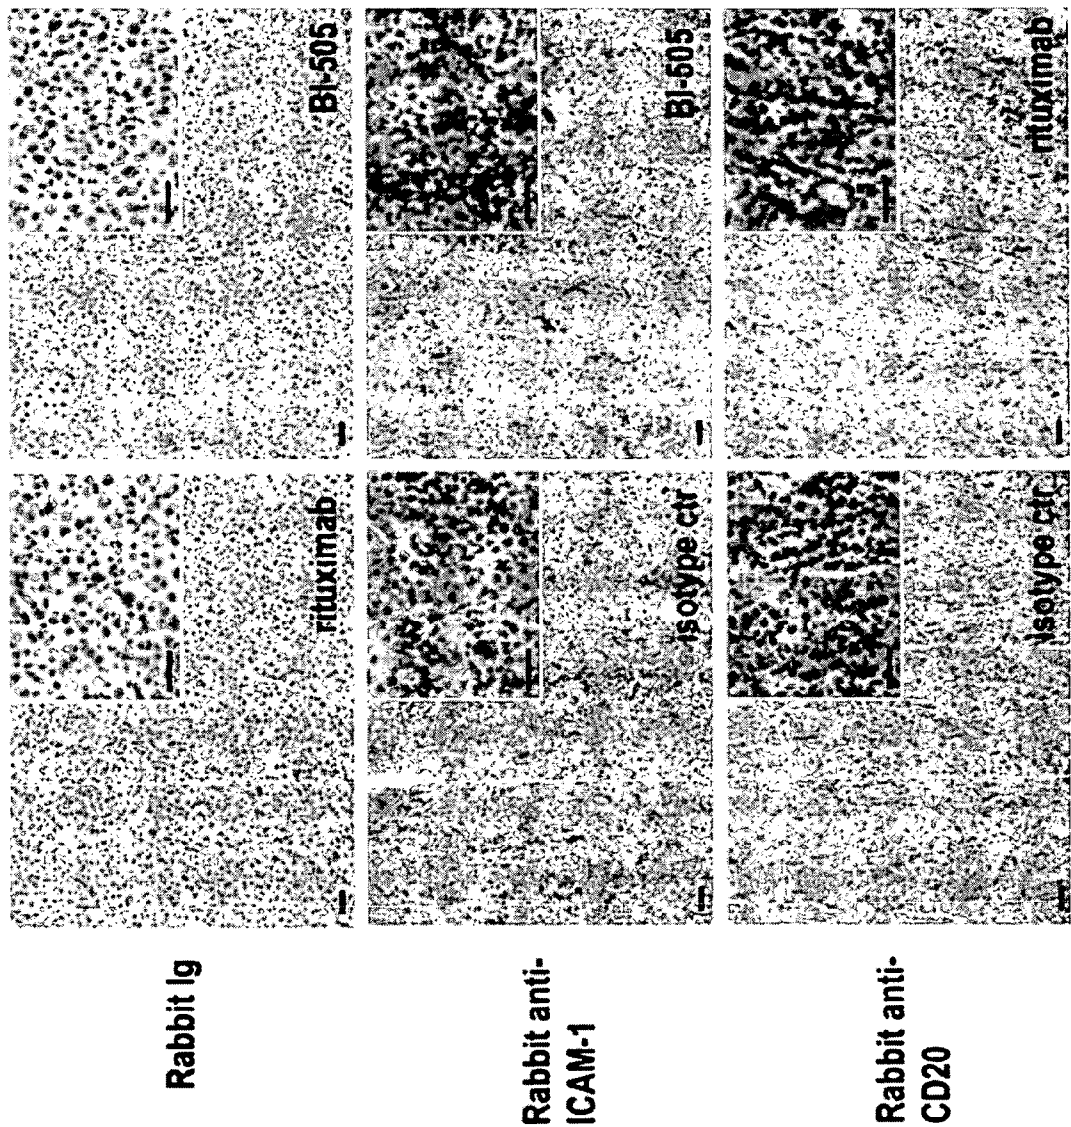 Rabbit Ig
rituximab
BI-505
Rabbit anti-
ICAM-1
Isotype ctr
BI-505
Rabbit anti-
CD20
Isotype ctr
rituximab